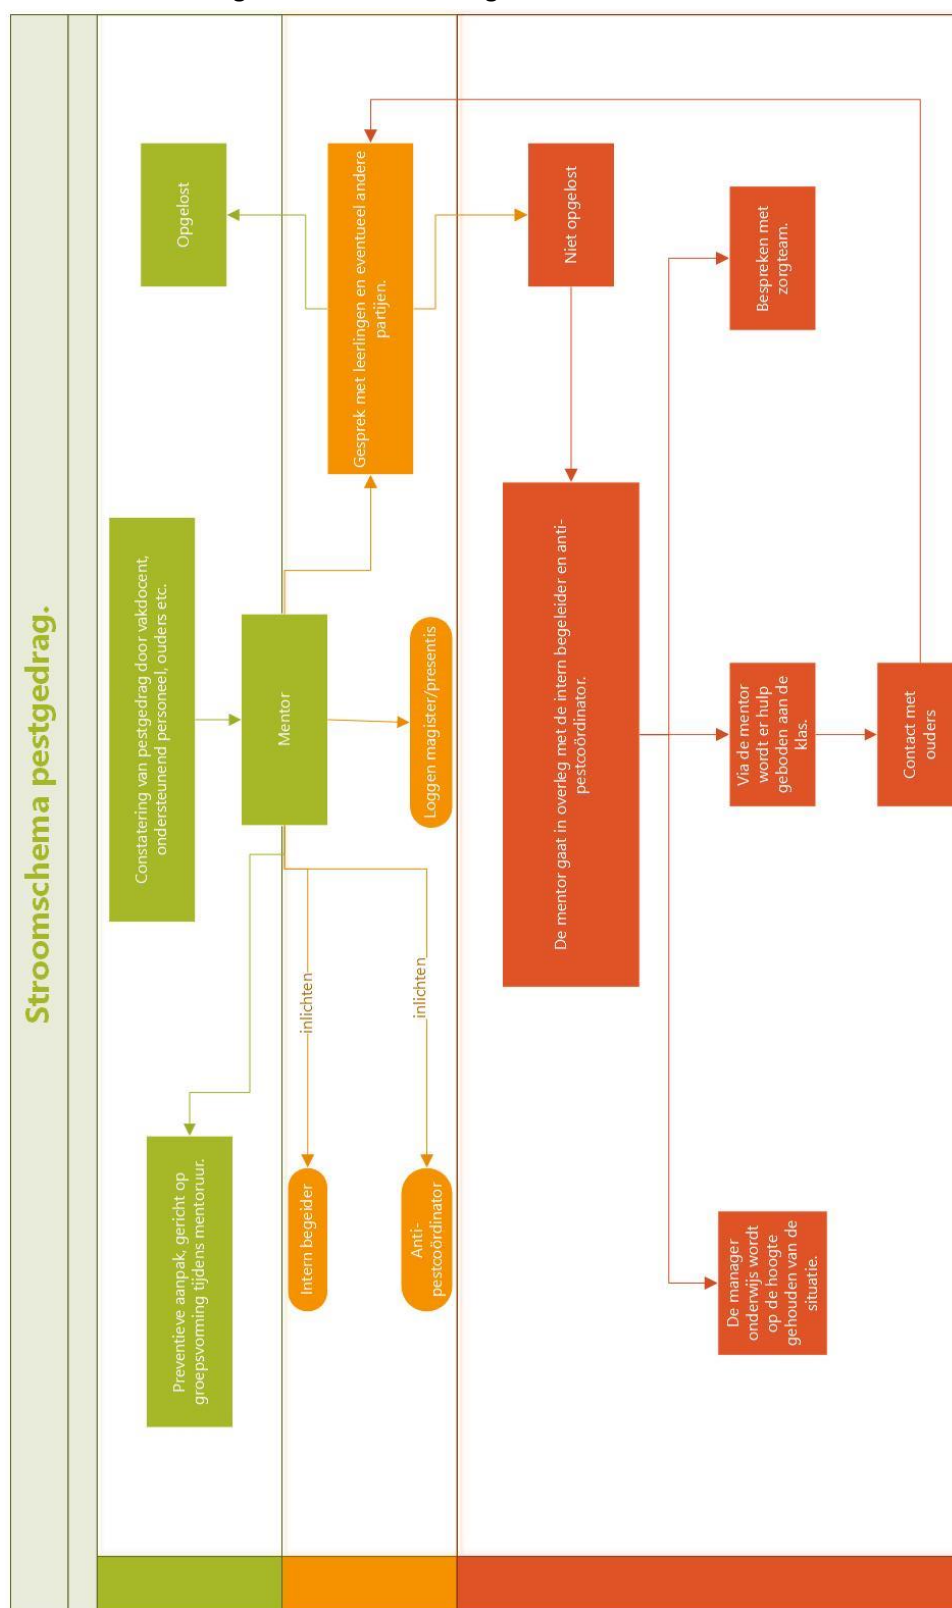 Stroomschema pestgedrag.
Constatering van pestgedrag door vakdocent,
ondersteunend personeel, ouders etc.
Preventieve aanpak, gericht op
groepsvorming tijdens mentoruur.
Mentor
Opgelost
inlichten
Intern begeider
inlichten
Anti-
pestcoördinator
Loggen magister/presentis
Gesprek met leerlingen en eventueel andere
partijen.
Niet opgelost
De mentor gaat in overleg met de intern begeleider en anti-
pestcoördinator.
De manager
onderwijs wordt
op de hoogte
gehouden van de
situatie.
Via de mentor
wordt er hulp
geboden aan de
klas.
Bespreken met
zorgteam.
Contact met
ouders